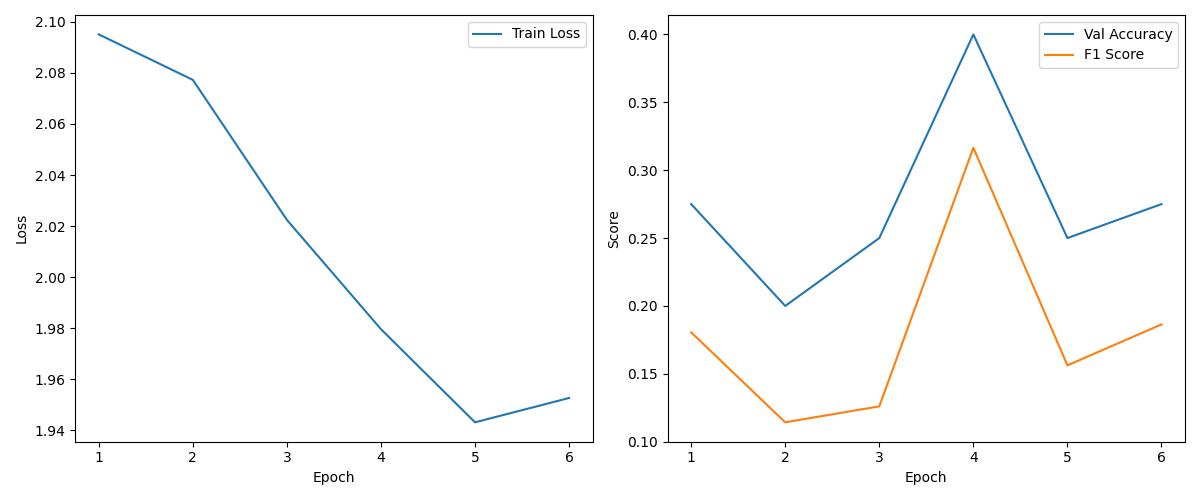 Train Loss
2.10
2.08
2.06
2.04
2.02
2.00
1.98
1.96
1.94
Loss
1 2 3 4 5 6
Epoch
Val Accuracy
F1 Score
0.40
0.35
0.30
0.25
0.20
0.15
0.10
Score
1 2 3 4 5 6
Epoch